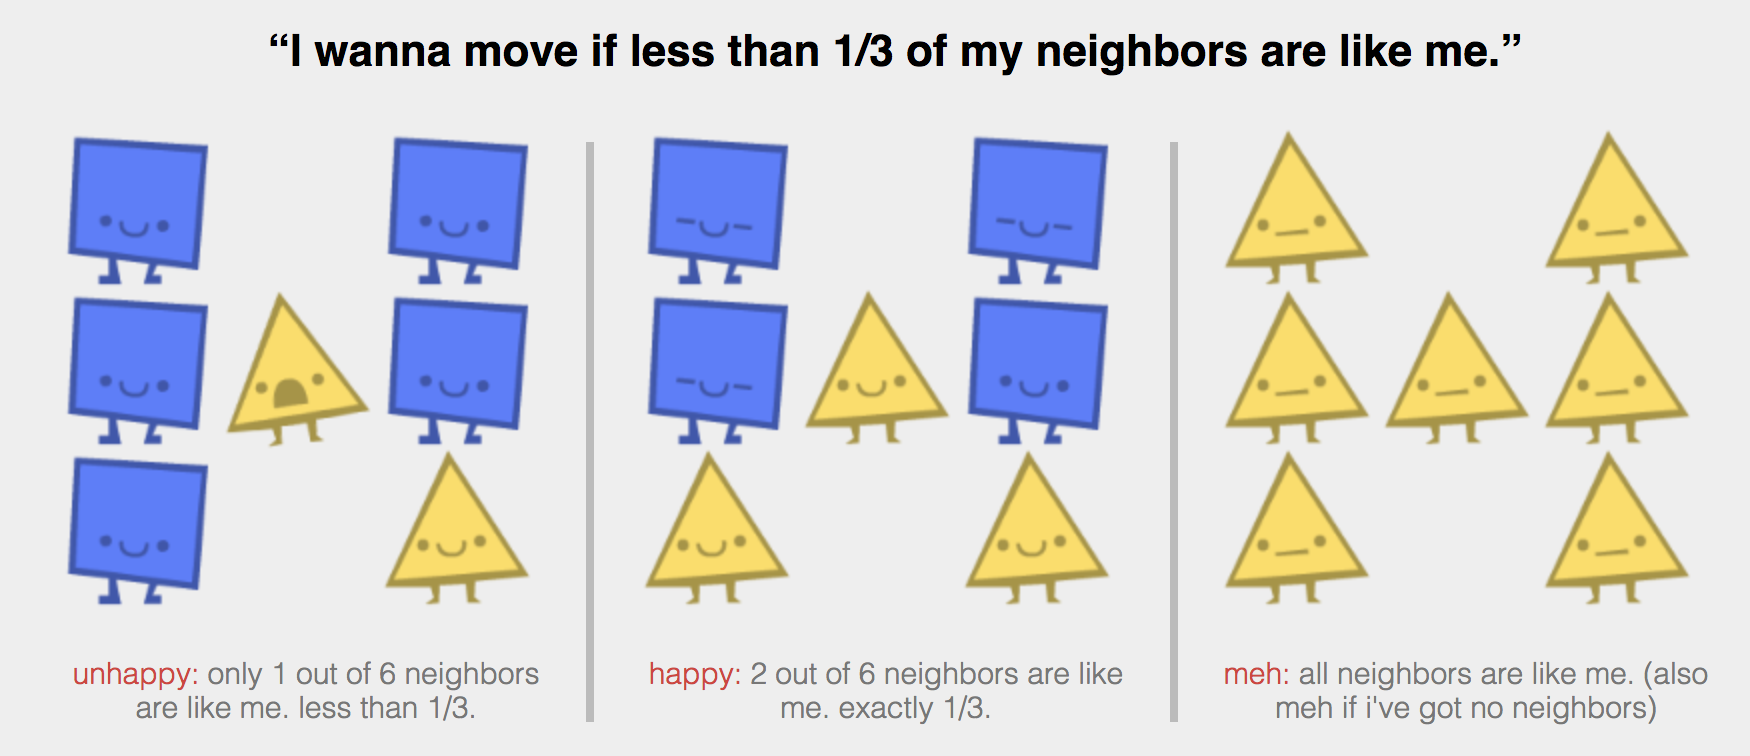 “I wanna move if less than 1/3 of my neighbors are like me.”
unhappy: only 1 out of 6 neighbors
are like me. less than 1/3.
happy: 2 out of 6 neighbors are like
me. exactly 1/3.
meh: all neighbors are like me. (also
meh if i've got no neighbors)